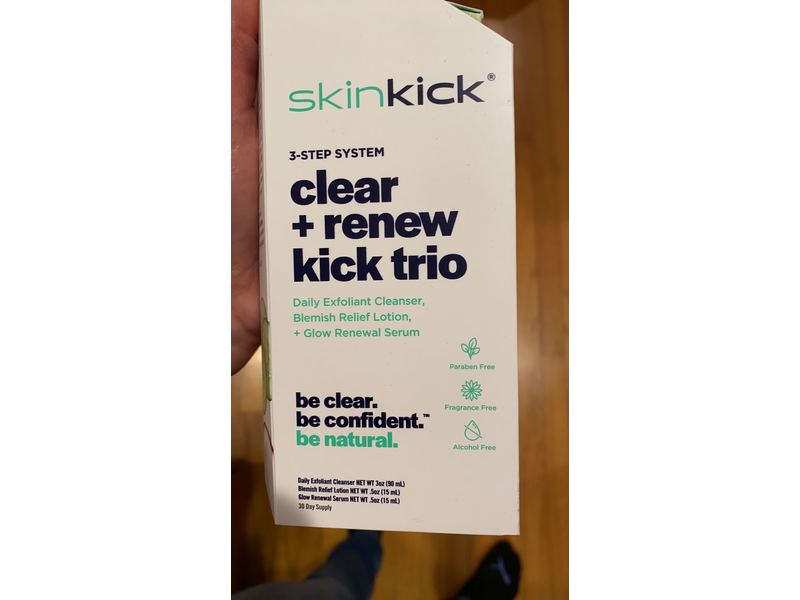 skinkick®
3-STEP SYSTEM
clear
+ renew
kick trio
Daily Exfoliant Cleanser,
Blemish Relief Lotion,
+ Glow Renewal Serum
Paraben Free
Fragrance Free
Alcohol Free
be clear.
be confident.™
be natural.
Daily Exfoliant Cleanser NET WT 3oz (90 mL)
Blemish Relief Lotion NET WT .5oz (15 mL)
Glow Renewal Serum NET WT .5oz (15 mL)
30 Day Supply